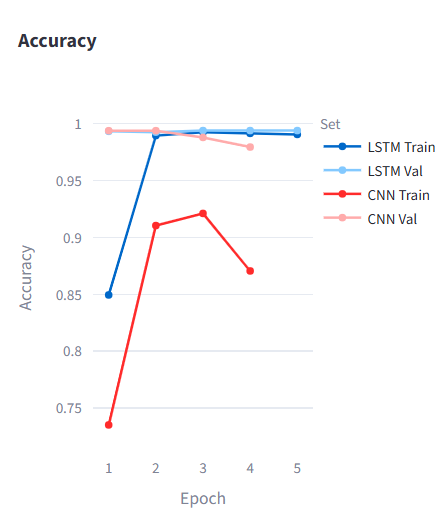 Accuracy
1
0.95
0.9
0.85
0.8
0.75
Accuracy
1 2 3 4 5
Epoch
Set
LSTM Train
LSTM Val
CNN Train
CNN Val